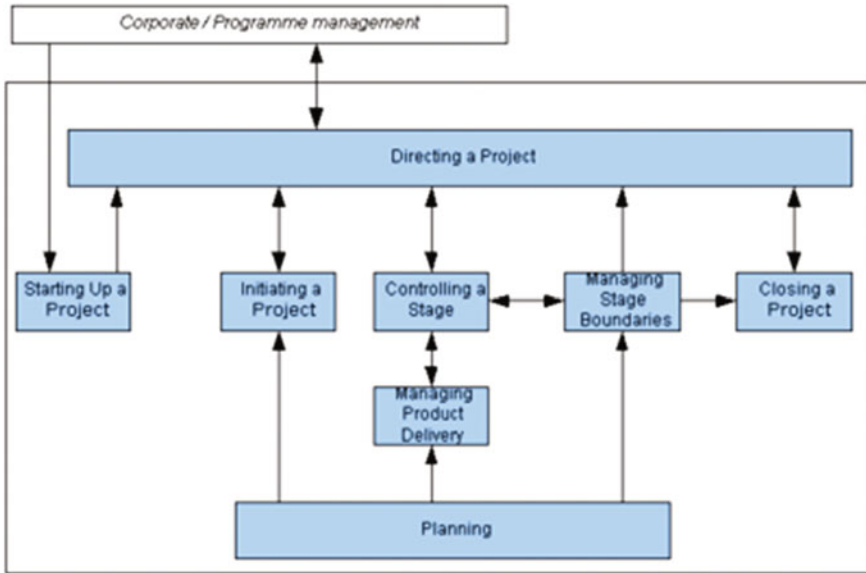 Corporate / Programme management
Directing a Project
Starting Up a
Project
Initiating a
Project
Controlling a
Stage
Managing
Stage
Boundaries
Closing a
Project
Managing
Product
Delivery
Planning